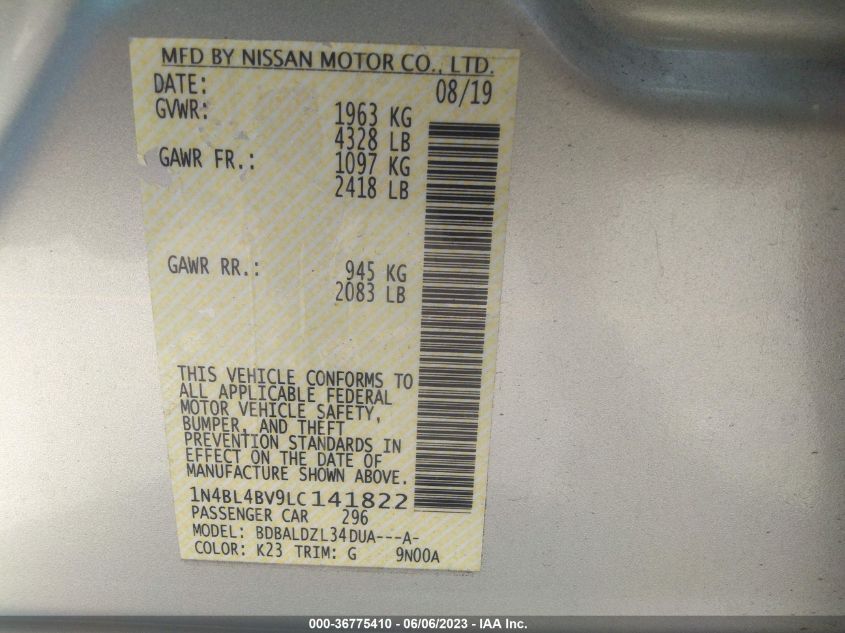 MFD BY NISSAN MOTOR CO., LTD.
DATE: 08/19
GVWR: 1963 KG
4328 LB
GAWR FR.: 1097 KG
2418 LB
GAWR RR.: 945 KG
2083 LB
THIS VEHICLE CONFORMS TO
ALL APPLICABLE FEDERAL
MOTOR VEHICLE SAFETY,
BUMPER, AND THEFT
PREVENTION STANDARDS IN
EFFECT ON THE DATE OF
MANUFACTURE SHOWN ABOVE.
1N4BL4BV9LC141822
PASSENGER CAR 296
MODEL: BDBALDZL34DUA---A-
COLOR: K23 TRIM: G 9N00A
000-36775410 - 06/06/2023 - IAA Inc.